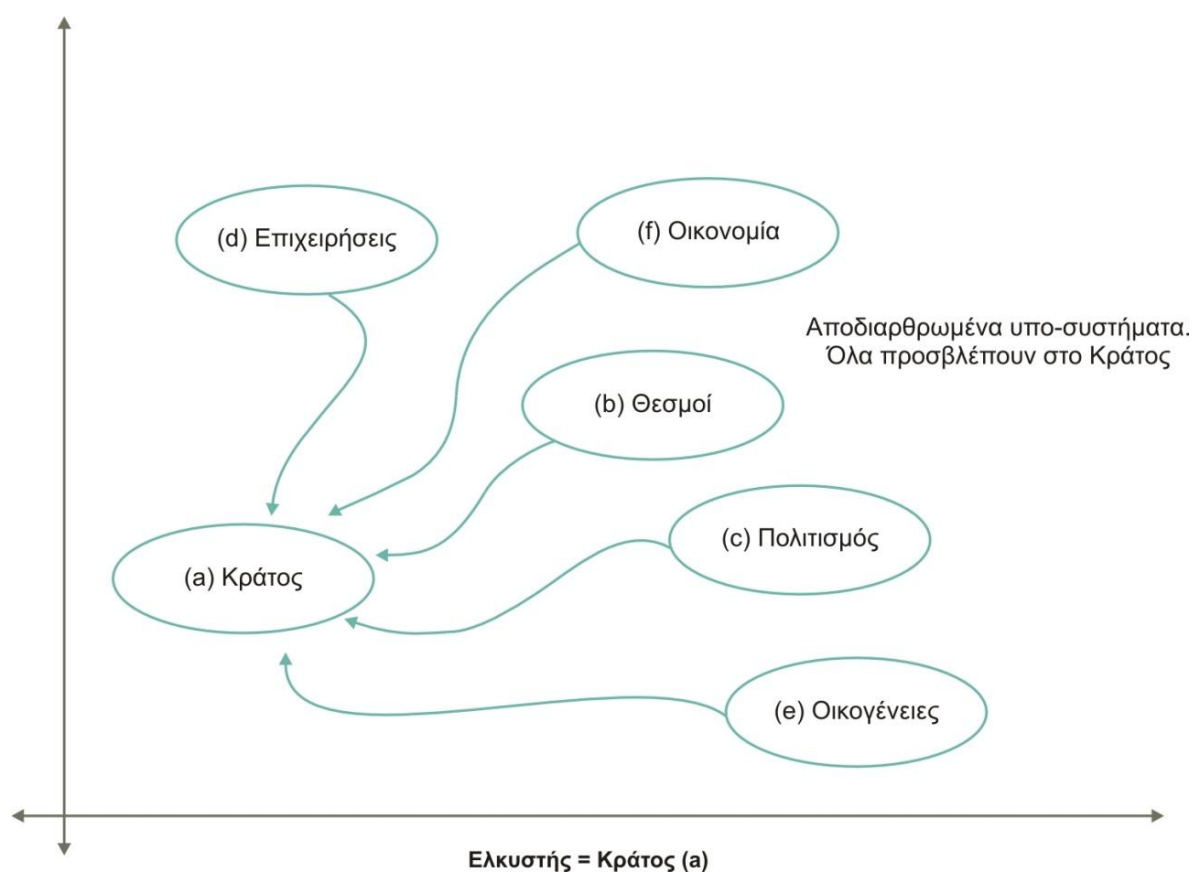 (d) Επιχειρήσεις
(f) Οικονομία
Αποδιαρθρωμένα υπο-συστήματα.
Όλα προσβλέπουν στο Κράτος
(b) Θεσμοί
(c) Πολιτισμός
(a) Κράτος
(e) Οικογένειες
Ελκυστής = Κράτος (a)